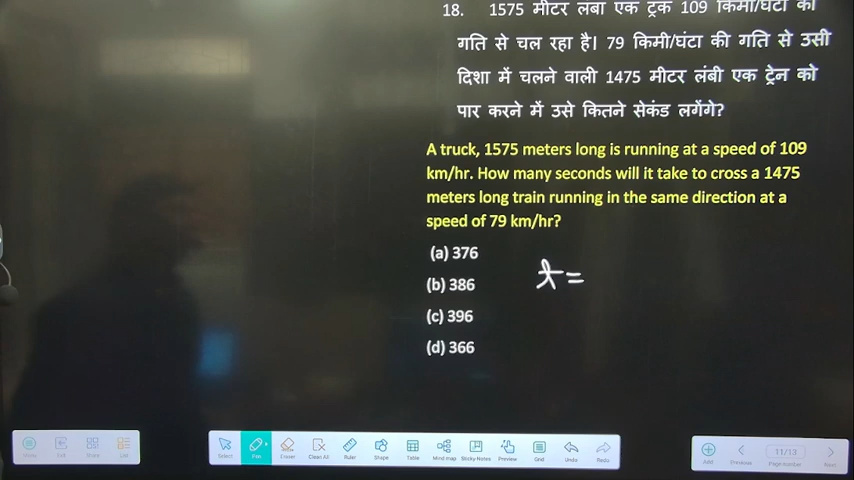 18. 1575 मीटर लंबा एक ट्रक 109 किमी/घंटा की
गति से चल रहा है। 79 किमी/घंटा की गति से उसी
दिशा में चलने वाली 1475 मीटर लंबी एक ट्रेन को
पार करने में उसे कितने सेकंड लगेंगे?
A truck, 1575 meters long is running at a speed of 109
km/hr. How many seconds will it take to cross a 1475
meters long train running in the same direction at a
speed of 79 km/hr?
(a) 376
(b) 386
(c) 396
(d) 366
t =
Select Pen Eraser Clean All Ruler Shape Table Mind map Sticky-Notes Preview Grid Undo Redo
Add Previous 11/13 Page number Next